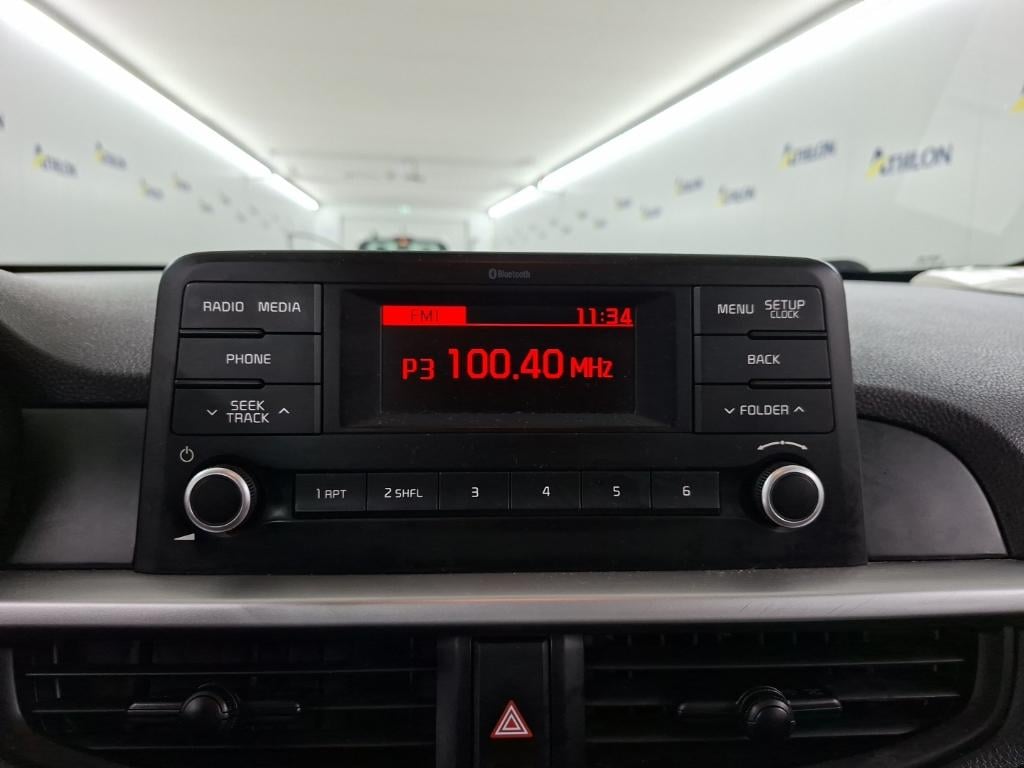 ATHLON
ATHLON
Bluetooth
RADIO MEDIA
FM1 11:34
MENU SETUP CLOCK
PHONE
P3 100.40 MHz
BACK
SEEK TRACK
FOLDER
1 RPT 2 SHFL 3 4 5 6